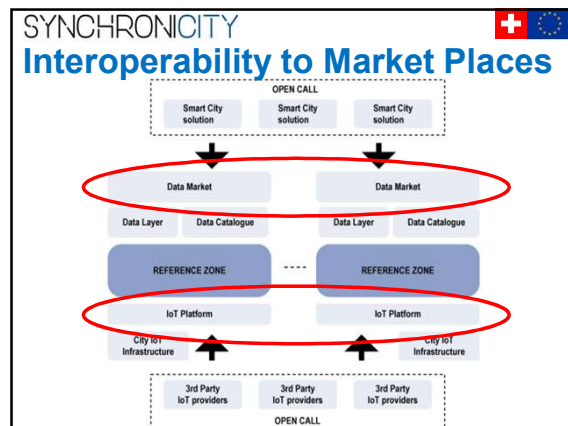 SYNCHRONICITY
Interoperability to Market Places
OPEN CALL
Smart City Smart City Smart City
solution solution solution
Data Market Data Market
Data Layer Data Catalogue Data Layer Data Catalogue
REFERENCE ZONE ---- REFERENCE ZONE
IoT Platform IoT Platform
City IoT City IoT
Infrastructure Infrastructure
3rd Party 3rd Party 3rd Party
IoT providers IoT providers IoT providers
OPEN CALL